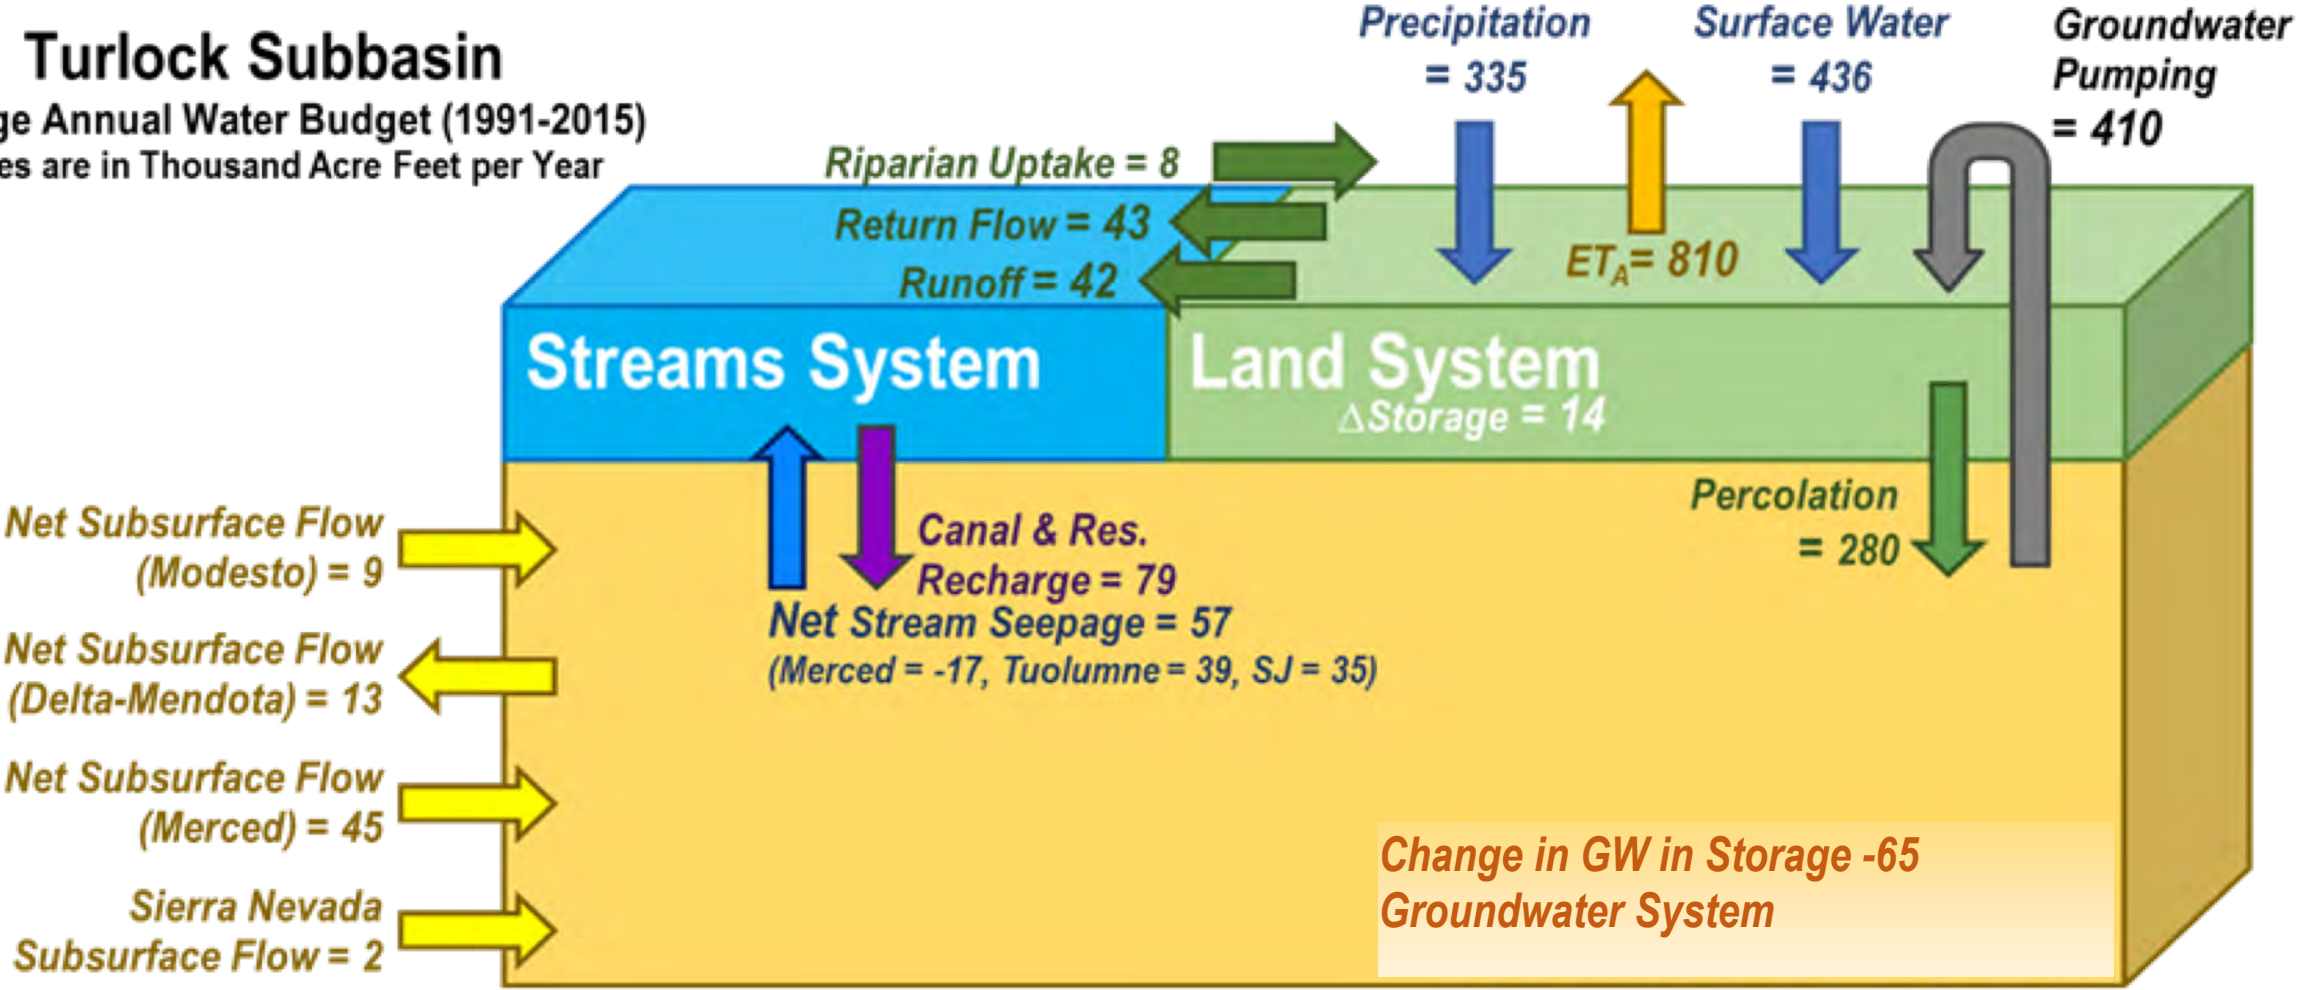 Turlock Subbasin
ge Annual Water Budget (1991-2015)
es are in Thousand Acre Feet per Year
Precipitation
= 335
Surface Water
= 436
Groundwater
Pumping
= 410
Riparian Uptake = 8
Return Flow = 43
Runoff = 42
ETA= 810
Streams System
Land System
ΔStorage = 14
Net Subsurface Flow
(Modesto) = 9
Canal & Res.
Recharge = 79
Percolation
= 280
Net Stream Seepage = 57
(Merced = -17, Tuolumne = 39, SJ = 35)
Net Subsurface Flow
(Delta-Mendota) = 13
Net Subsurface Flow
(Merced) = 45
Sierra Nevada
Subsurface Flow = 2
Change in GW in Storage -65
Groundwater System